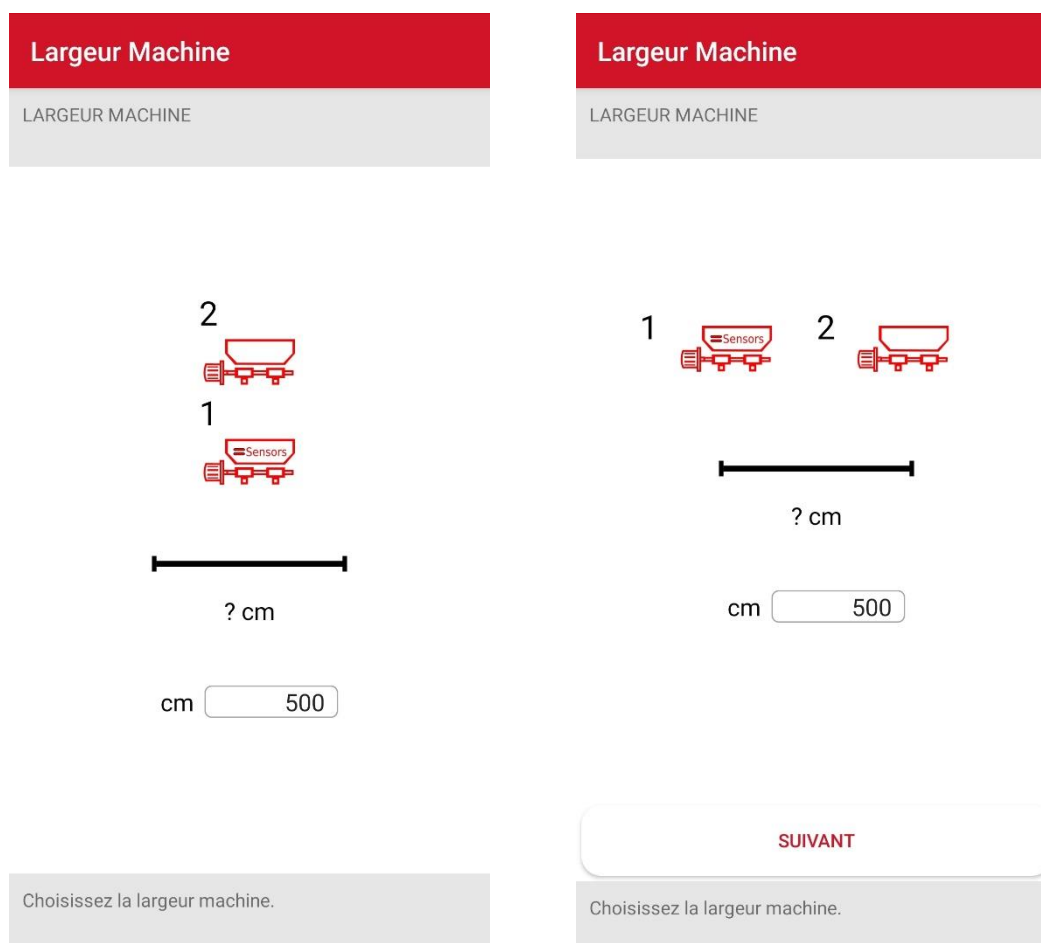 Largeur Machine
LARGEUR MACHINE
2
1
=Sensors
? cm
cm 500
Choisissez la largeur machine.
Largeur Machine
LARGEUR MACHINE
1 =Sensors 2
? cm
cm 500
SUIVANT
Choisissez la largeur machine.